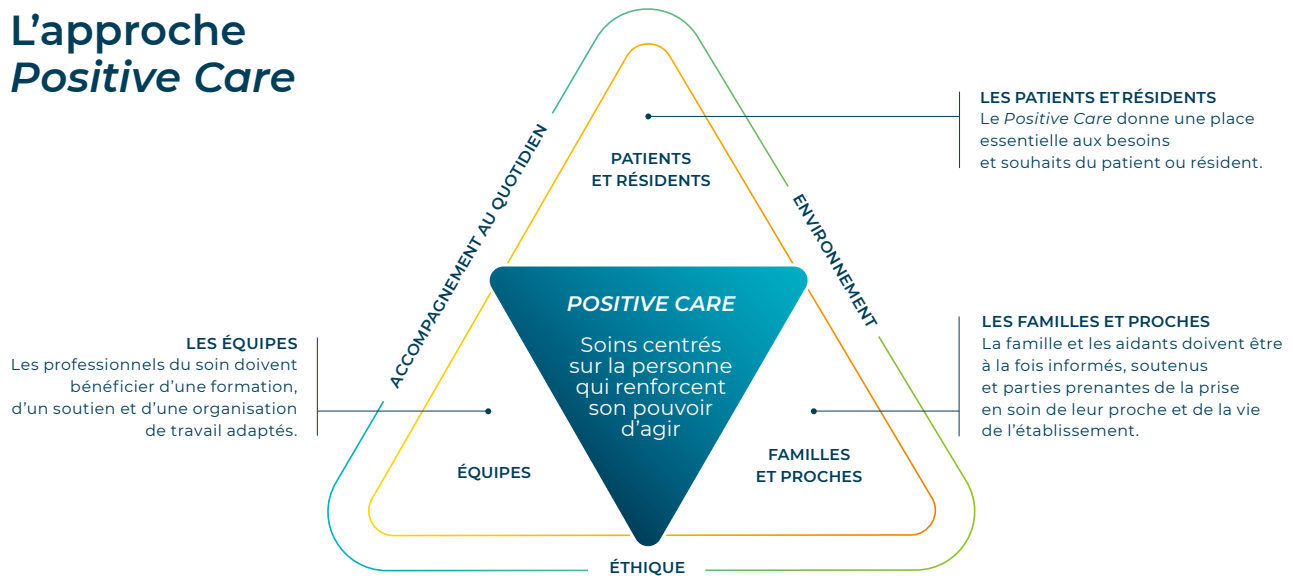 L’approche
Positive Care
LES PATIENTS ET RÉSIDENTS
Le Positive Care donne une place
essentielle aux besoins
et souhaits du patient ou résident.
PATIENTS
ET RÉSIDENTS
ACCOMPAGNEMENT AU QUOTIDIEN
ENVIRONNEMENT
POSITIVE CARE
Soins centrés
sur la personne
qui renforcent
son pouvoir
d’agir
LES ÉQUIPES
Les professionnels du soin doivent
bénéficier d’une formation,
d’un soutien et d’une organisation
de travail adaptés.
LES FAMILLES ET PROCHES
La famille et les aidants doivent être
à la fois informés, soutenus
et parties prenantes de la prise
en soin de leur proche et de la vie
de l’établissement.
ÉQUIPES
FAMILLES
ET PROCHES
ÉTHIQUE